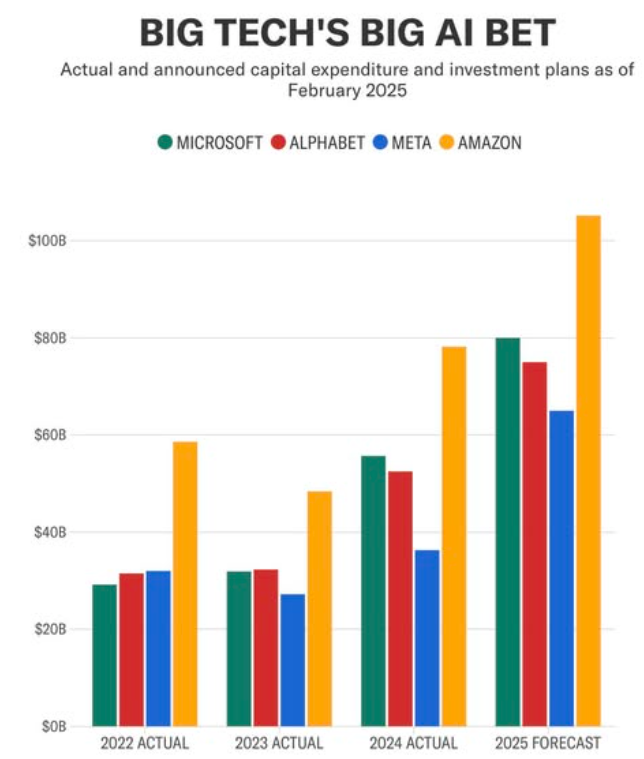 BIG TECH'S BIG AI BET
Actual and announced capital expenditure and investment plans as of
February 2025
MICROSOFT ALPHABET META AMAZON
$100B
$80B
$60B
$40B
$20B
$0B
2022 ACTUAL 2023 ACTUAL 2024 ACTUAL 2025 FORECAST